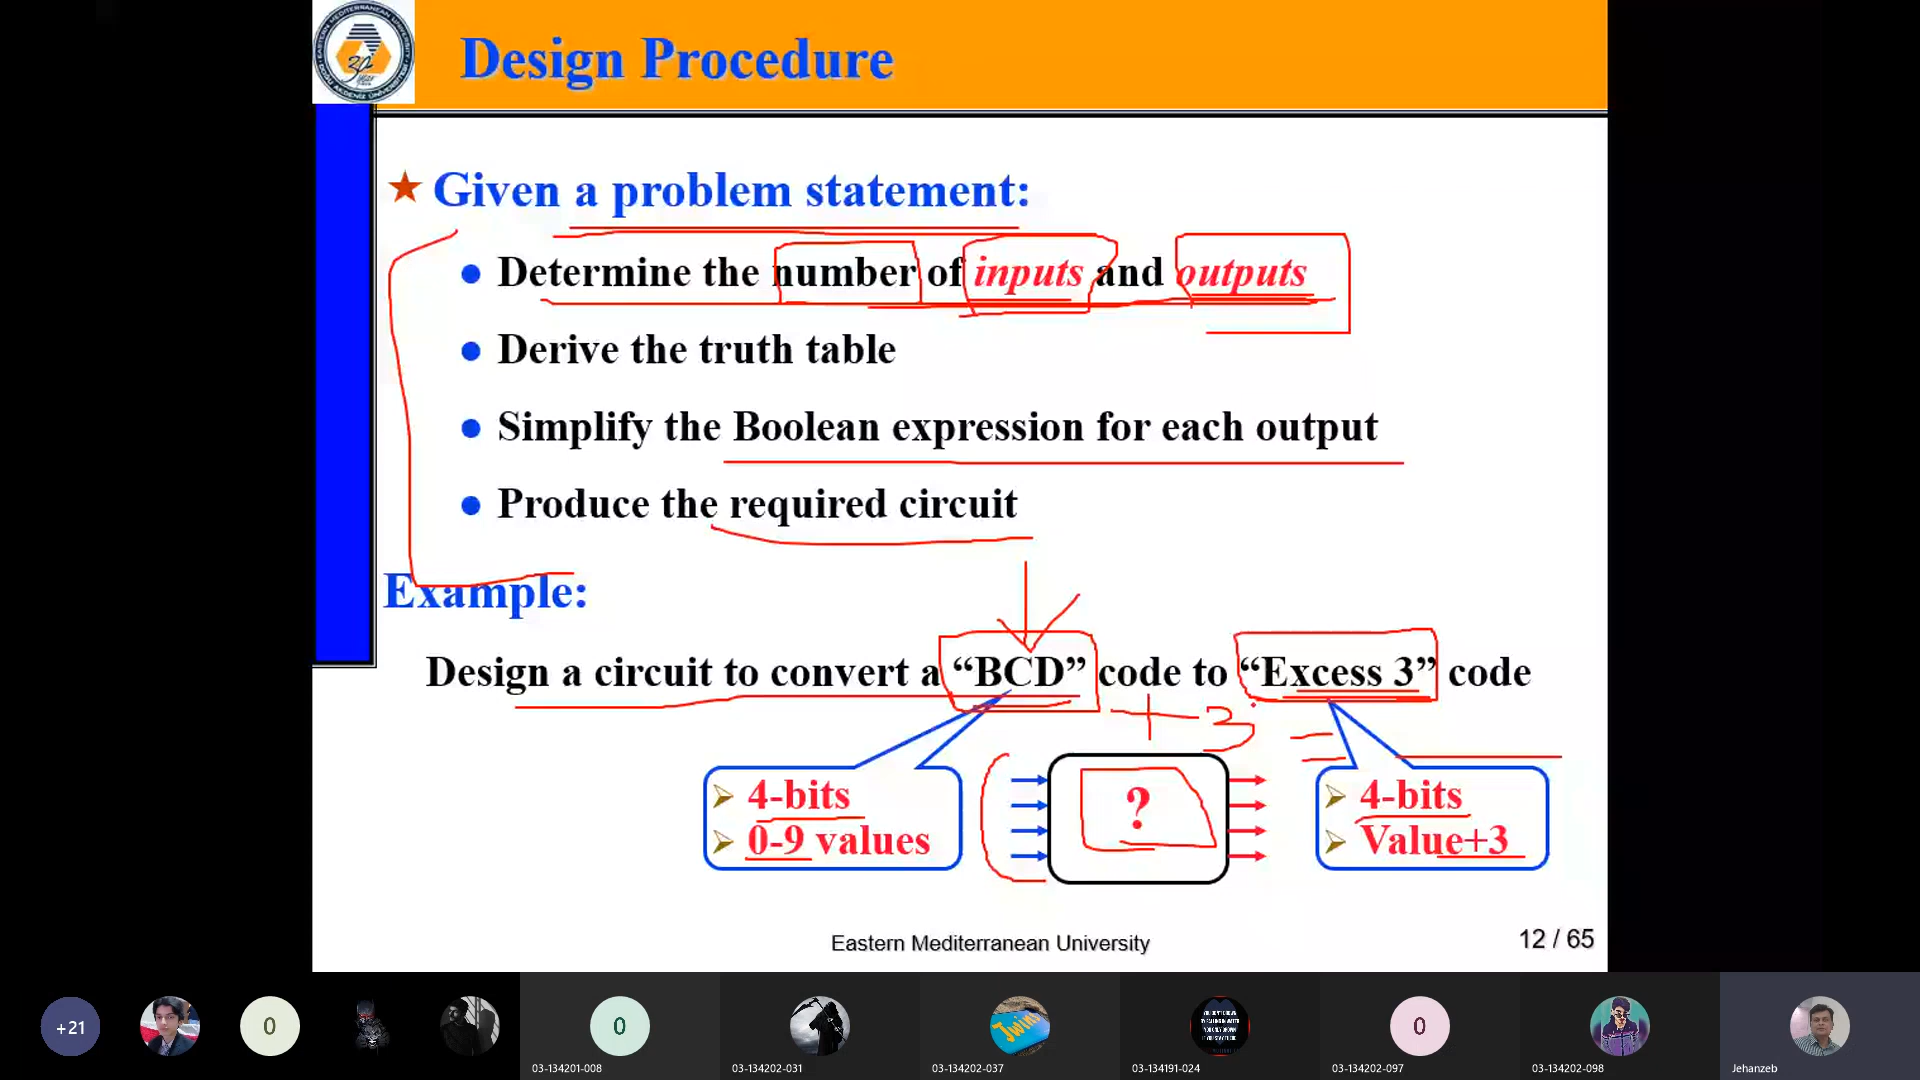 Design Procedure
Given a problem statement:
Determine the number of inputs and outputs
Derive the truth table
Simplify the Boolean expression for each output
Produce the required circuit
Example:
Design a circuit to convert a “BCD” code to “Excess 3” code
+3 =
4-bits
0-9 values
?
4-bits
Value+3
Eastern Mediterranean University
12 / 65
+21
0
0
0
Twins
03-134201-008
03-134202-031
03-134202-037
03-134191-024
03-134202-097
03-134202-098
Jehanzeb